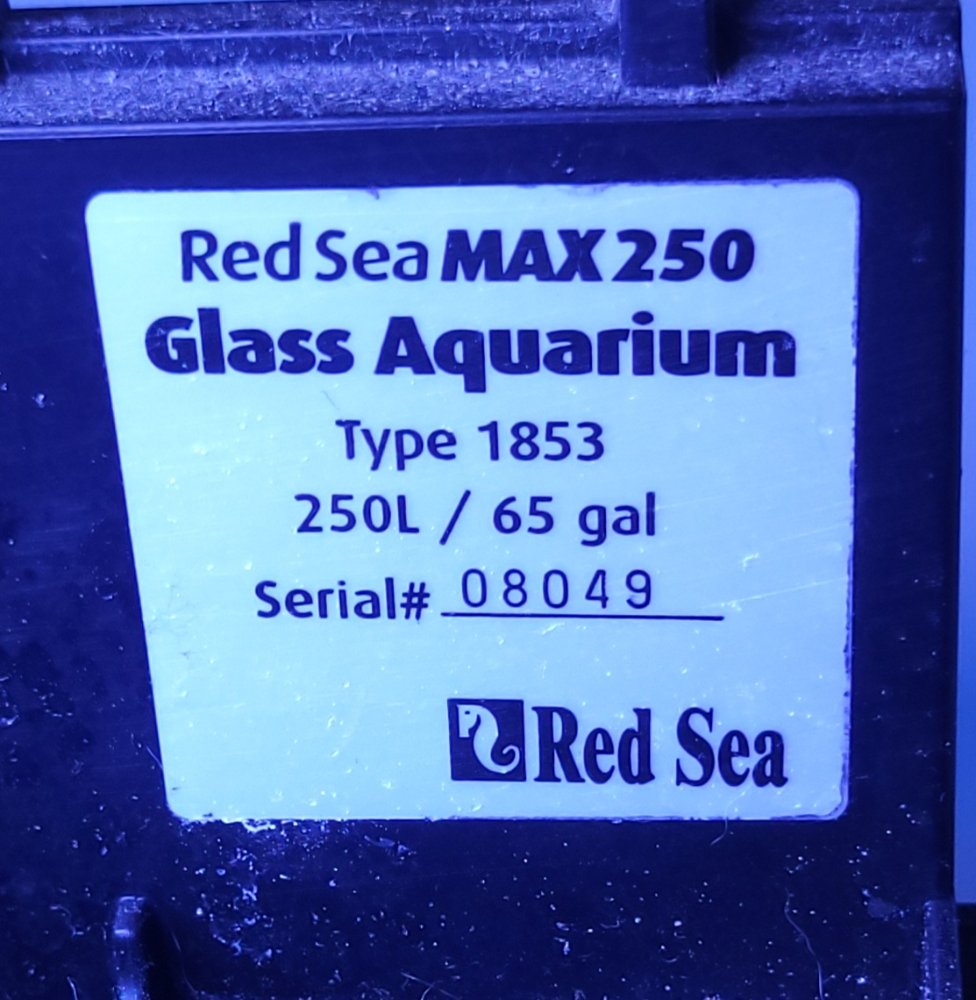 Red Sea MAX 250
Glass Aquarium
Type 1853
250L / 65 gal
Serial# 08049
Red Sea